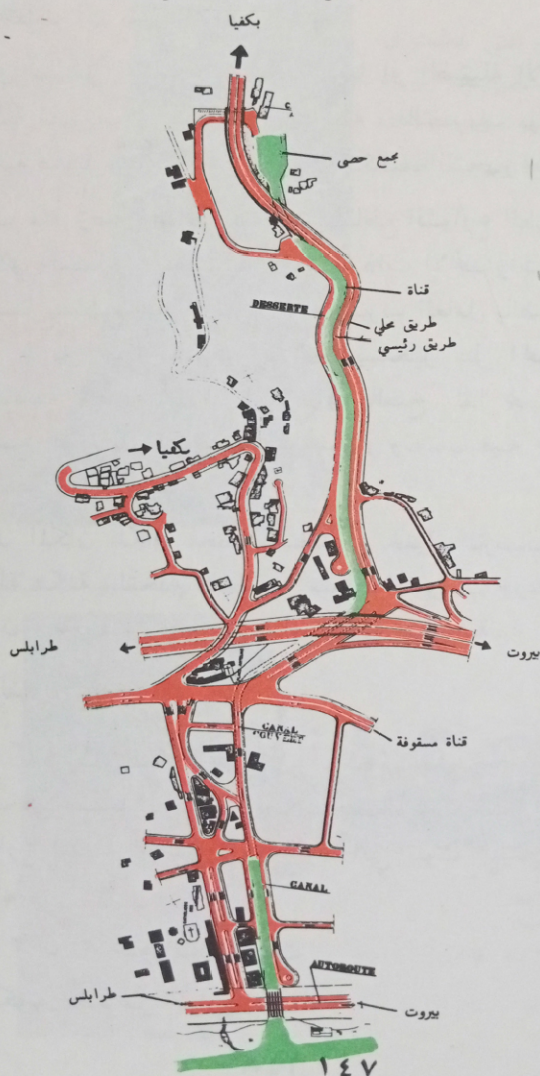 بكفيا
مجمع حصى
قناة
DESSERTE
طريق محلي
طريق رئيسي
بكفيا
طرابلس
بيروت
CANAL
COUVERT
قناة مسقوفة
CANAL
AUTOROUTE
طرابلس
بيروت
١٤٧